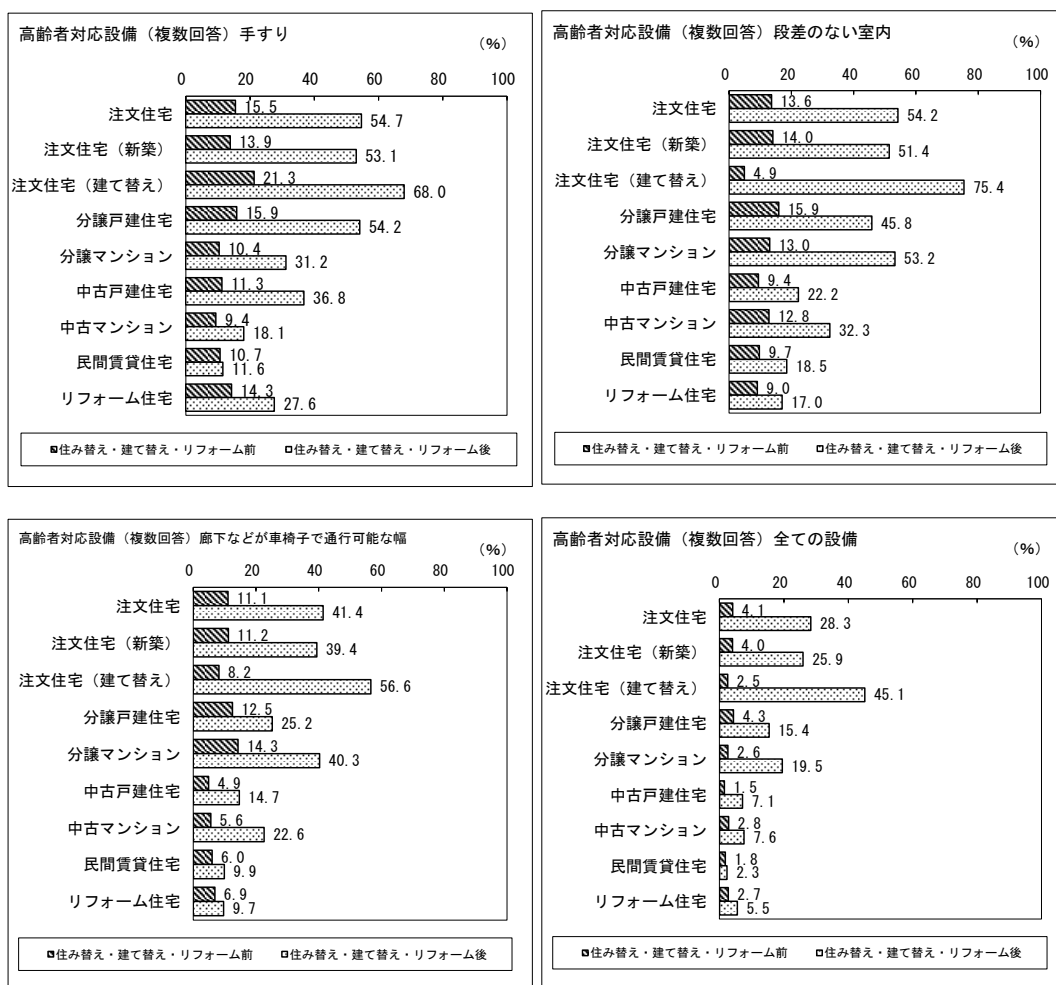 高齢者対応設備（複数回答）手すり
（%）
0 20 40 60 80 100
注文住宅 15.5 54.7
注文住宅（新築） 13.9 53.1
注文住宅（建て替え） 21.3 68.0
分譲戸建住宅 15.9 54.2
分譲マンション 10.4 31.2
中古戸建住宅 11.3 36.8
中古マンション 9.4 18.1
民間賃貸住宅 10.7 11.6
リフォーム住宅 14.3 27.6
住み替え・建て替え・リフォーム前 住み替え・建て替え・リフォーム後
高齢者対応設備（複数回答）段差のない室内
（%）
0 20 40 60 80 100
注文住宅 13.6 54.2
注文住宅（新築） 14.0 51.4
注文住宅（建て替え） 4.9 75.4
分譲戸建住宅 15.9 45.8
分譲マンション 13.0 53.2
中古戸建住宅 9.4 22.2
中古マンション 12.8 32.3
民間賃貸住宅 9.7 18.5
リフォーム住宅 9.0 17.0
住み替え・建て替え・リフォーム前 住み替え・建て替え・リフォーム後
高齢者対応設備（複数回答）廊下などが車椅子で通行可能な幅
（%）
0 20 40 60 80 100
注文住宅 11.1 41.4
注文住宅（新築） 11.2 39.4
注文住宅（建て替え） 8.2 56.6
分譲戸建住宅 12.5 25.2
分譲マンション 14.3 40.3
中古戸建住宅 4.9 14.7
中古マンション 5.6 22.6
民間賃貸住宅 6.0 9.9
リフォーム住宅 6.9 9.7
住み替え・建て替え・リフォーム前 住み替え・建て替え・リフォーム後
高齢者対応設備（複数回答）全ての設備
（%）
0 20 40 60 80 100
注文住宅 4.1 28.3
注文住宅（新築） 4.0 25.9
注文住宅（建て替え） 2.5 45.1
分譲戸建住宅 4.3 15.4
分譲マンション 2.6 19.5
中古戸建住宅 1.5 7.1
中古マンション 2.8 7.6
民間賃貸住宅 1.8 2.3
リフォーム住宅 2.7 5.5
住み替え・建て替え・リフォーム前 住み替え・建て替え・リフォーム後